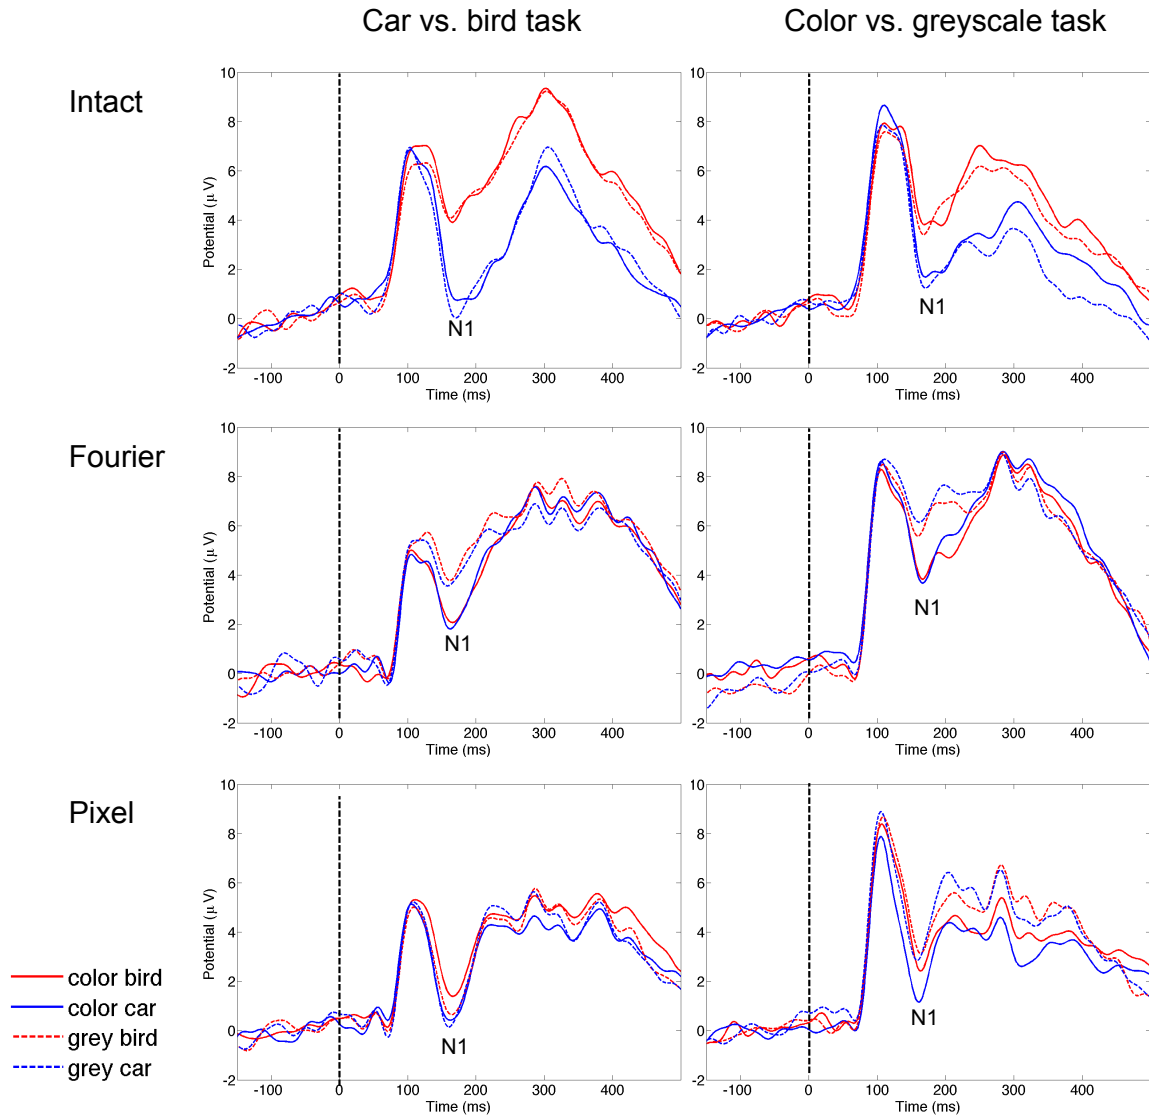 Car vs. bird task
Color vs. greyscale task
Intact
10
8
6
4
2
0
-2
Potential (μ V)
N1
-100 0 100 200 300 400
Time (ms)
10
8
6
4
2
0
-2
Potential (μ V)
N1
-100 0 100 200 300 400
Time (ms)
Fourier
10
8
6
4
2
0
-2
Potential (μ V)
N1
-100 0 100 200 300 400
Time (ms)
10
8
6
4
2
0
-2
Potential (μ V)
N1
-100 0 100 200 300 400
Time (ms)
Pixel
10
8
6
4
2
0
-2
Potential (μ V)
N1
-100 0 100 200 300 400
Time (ms)
10
8
6
4
2
0
-2
Potential (μ V)
N1
-100 0 100 200 300 400
Time (ms)
color bird
color car
grey bird
grey car